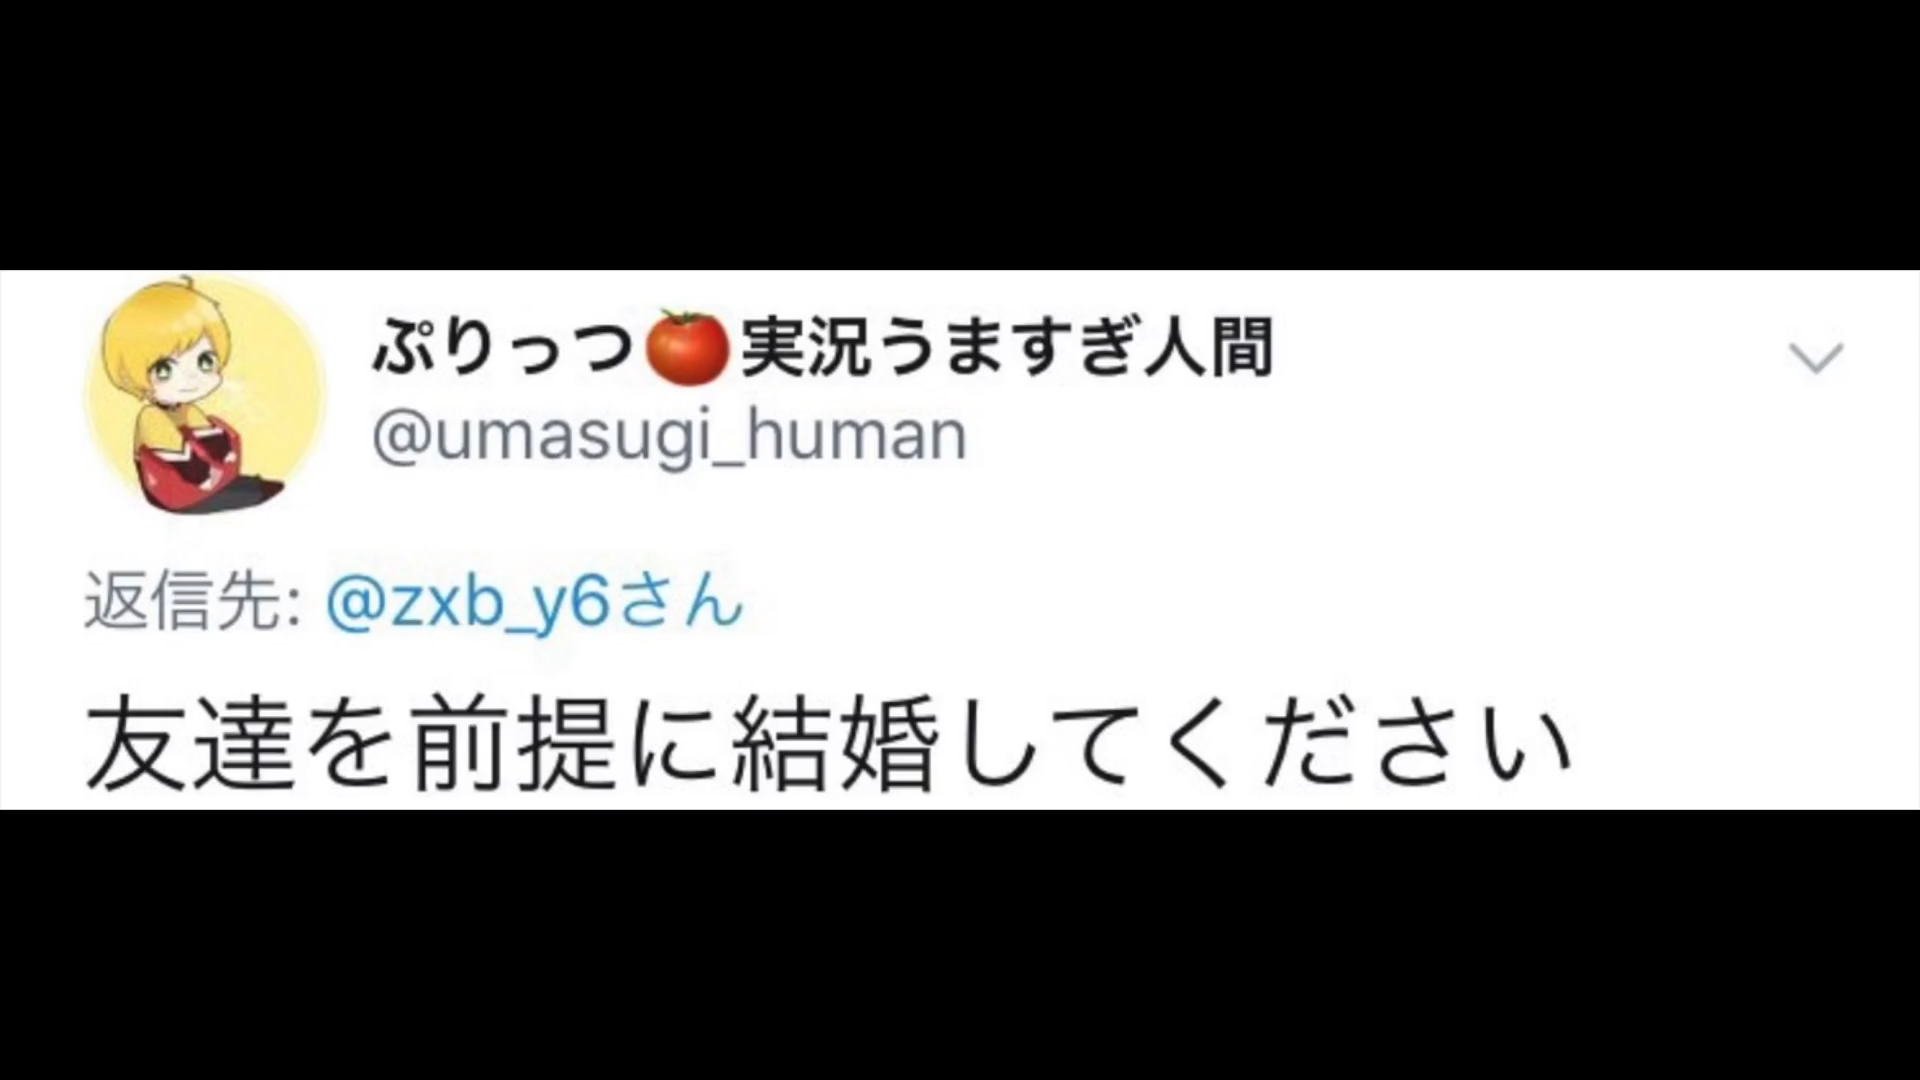 ぷりっつ🍅実況うますぎ人間
@umasugi_human
返信先: @zxb_y6さん
友達を前提に結婚してください